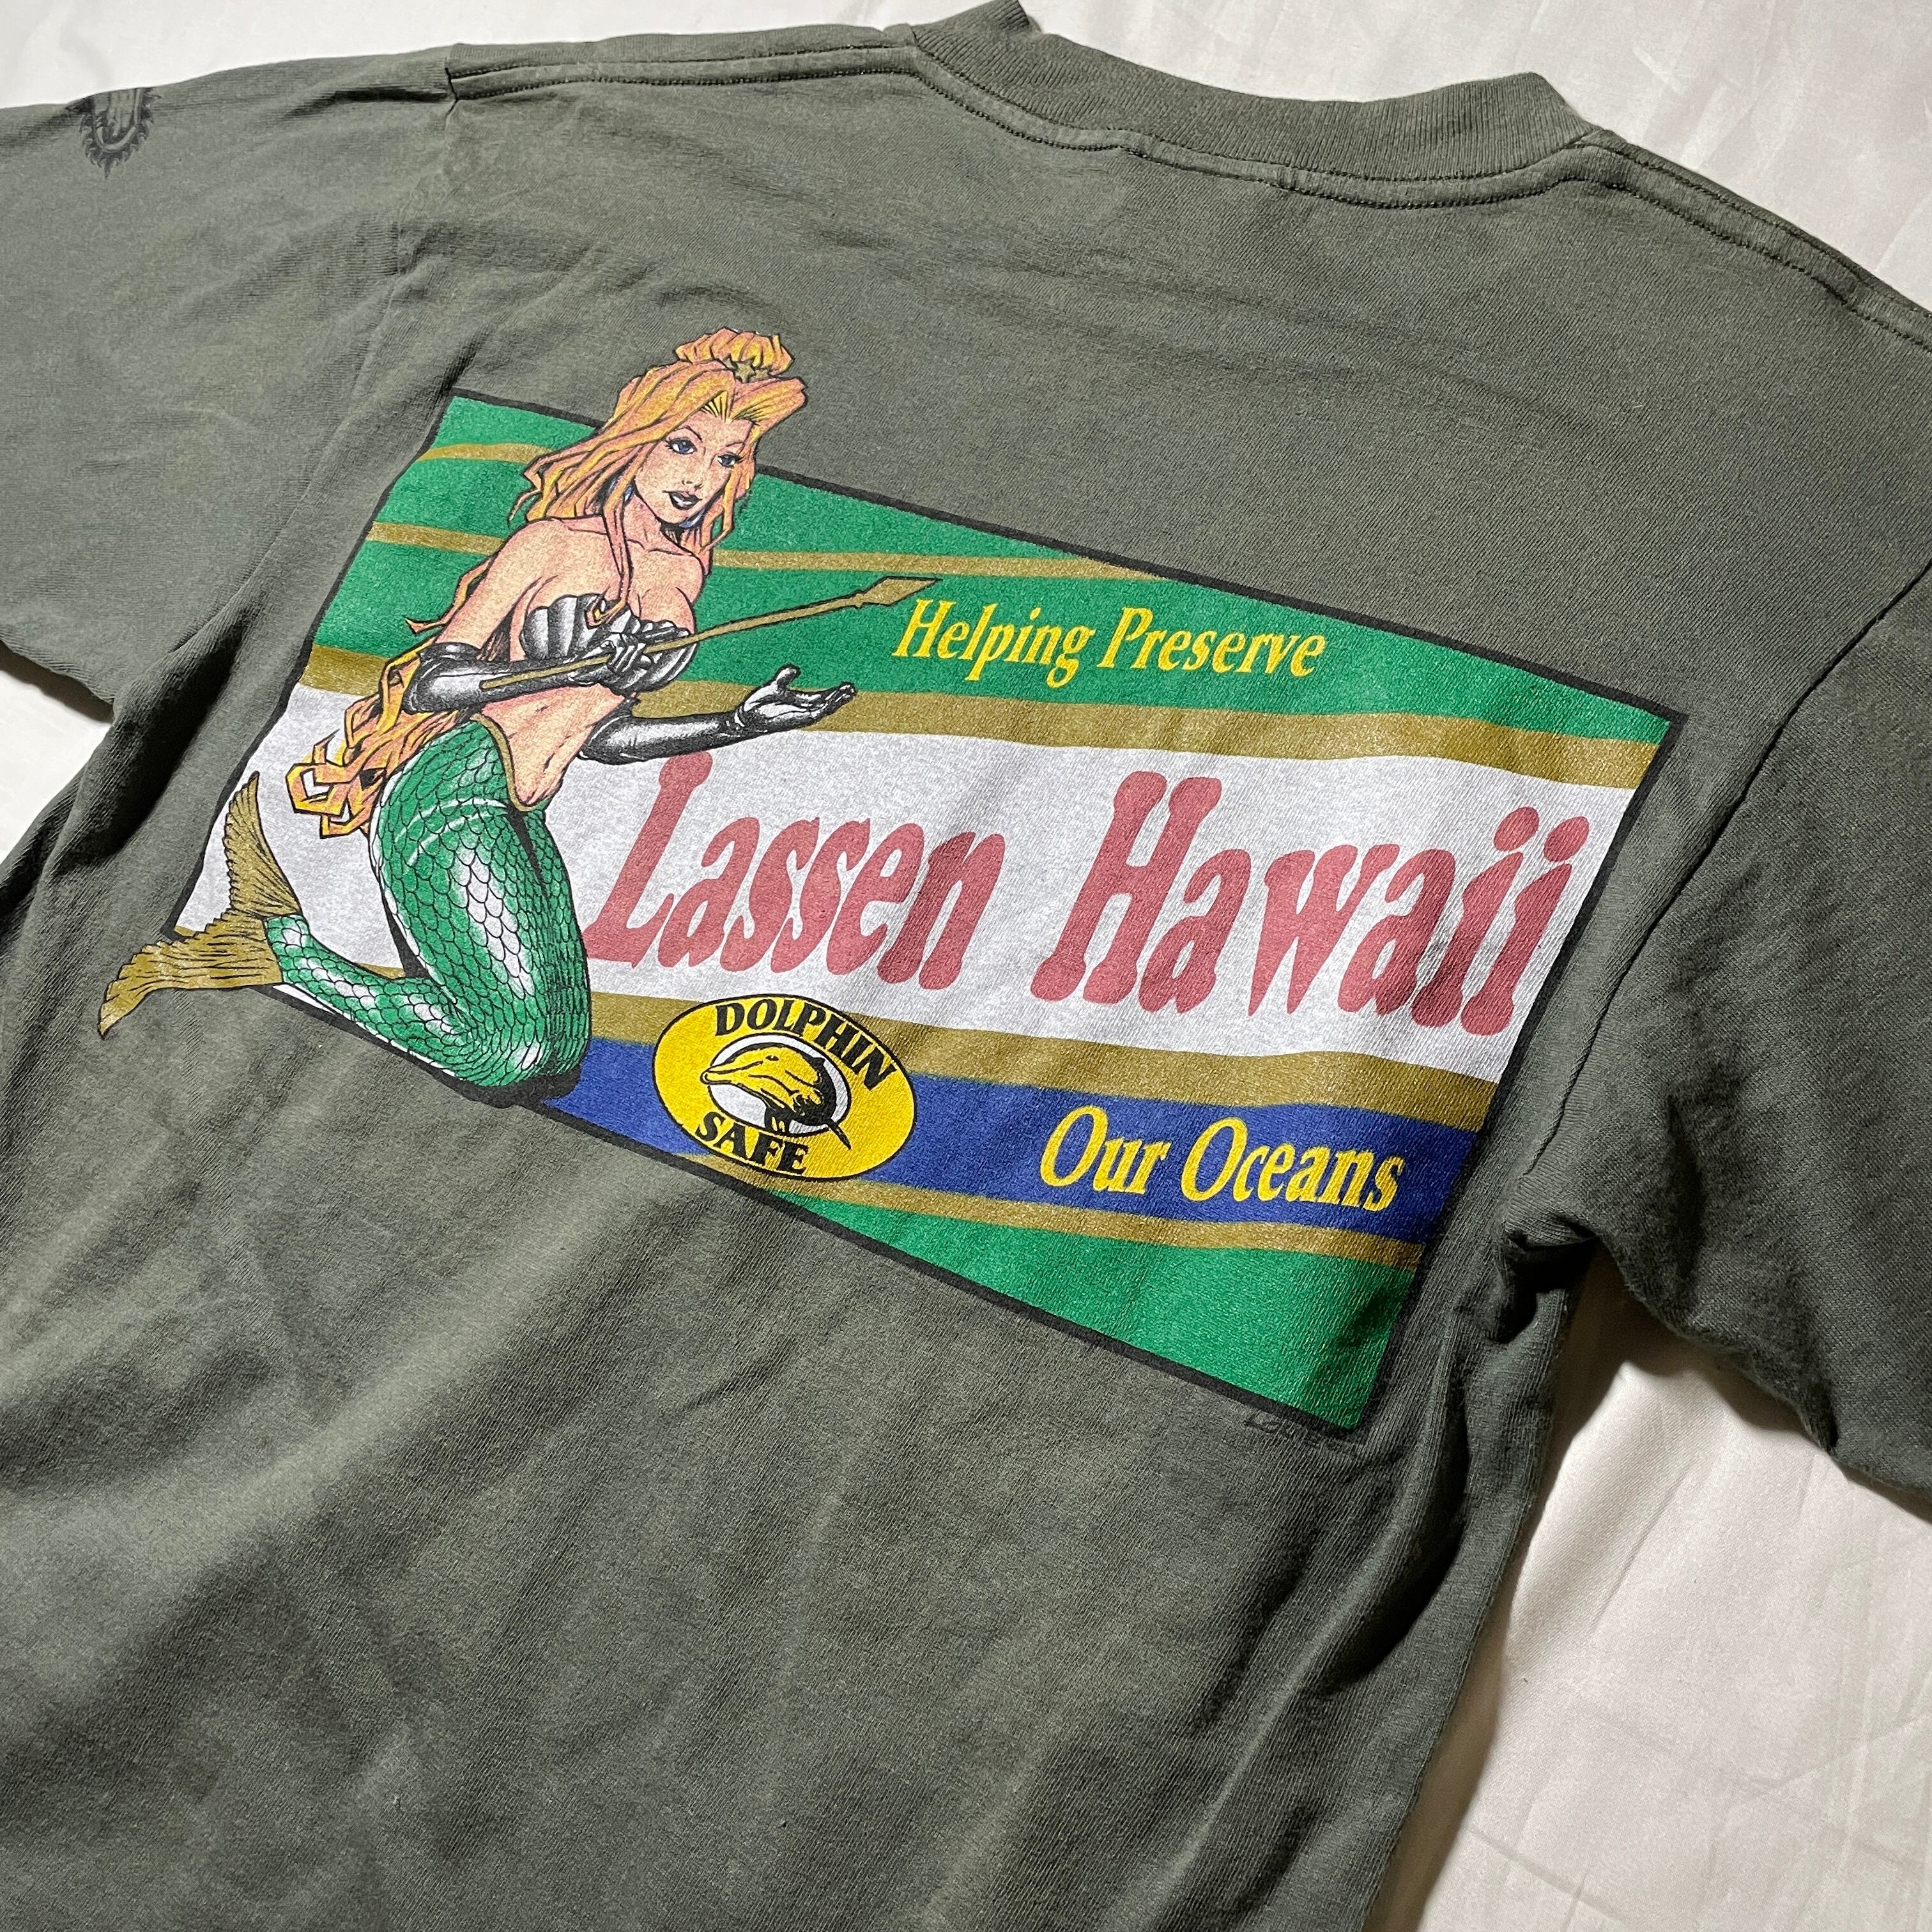 Helping Preserve
Lassen Hawaii
DOLPHIN
SAFE
Our Oceans